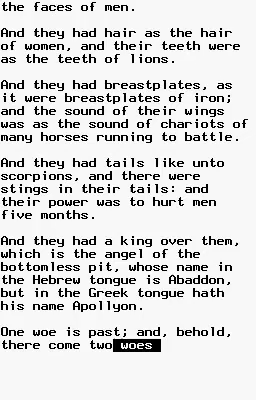 the faces of men.
And they had hair as the hair
of women, and their teeth were
as the teeth of lions.
And they had breastplates, as
it were breastplates of iron;
and the sound of their wings
was as the sound of chariots of
many horses running to battle.
And they had tails like unto
scorpions, and there were
stings in their tails: and
their power was to hurt men
five months.
And they had a king over them,
which is the angel of the
bottomless pit, whose name in
the Hebrew tongue is Abaddon,
but in the Greek tongue hath
his name Apollyon.
One woe is past; and, behold,
there come two woes